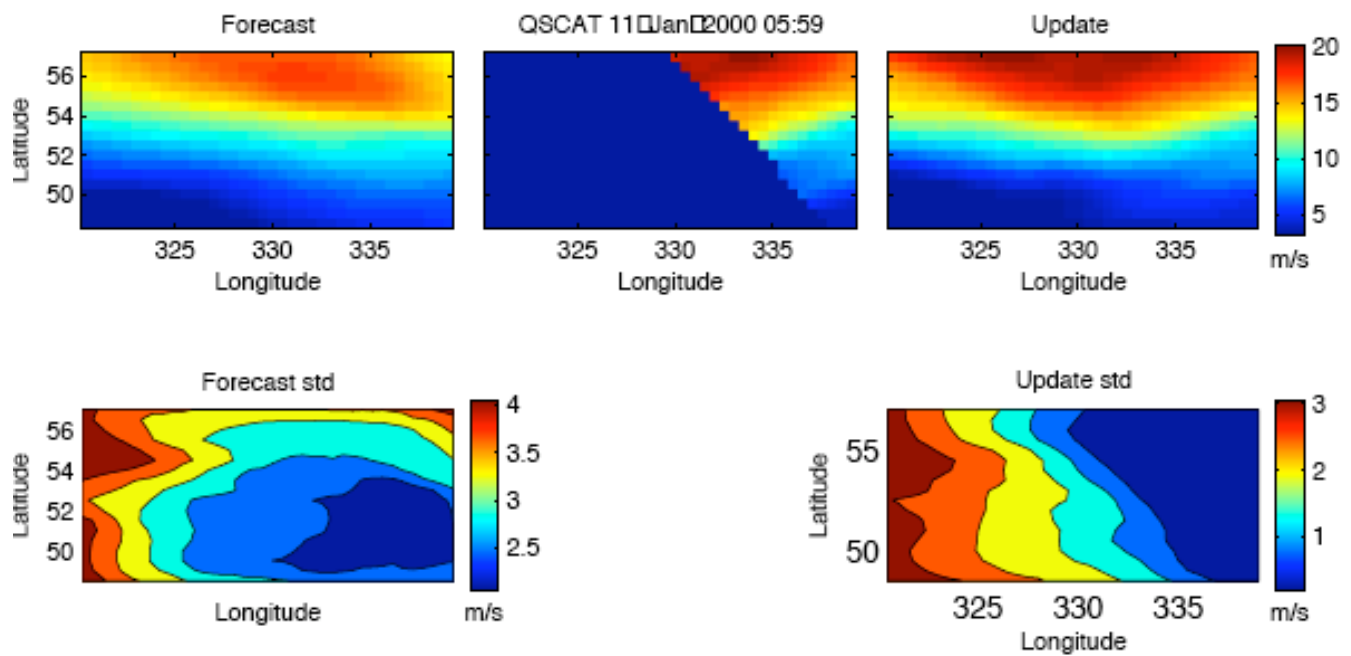 Forecast
QSCAT 11□Jan□2000 05:59
Update
Latitude
56
54
52
50
325 330 335
Longitude
325 330 335
Longitude
325 330 335
Longitude
20
15
10
5
m/s
Forecast std
Latitude
56
54
52
50
Longitude
4
3.5
3
2.5
m/s
Update std
Latitude
55
50
325 330 335
Longitude
3
2
1
m/s